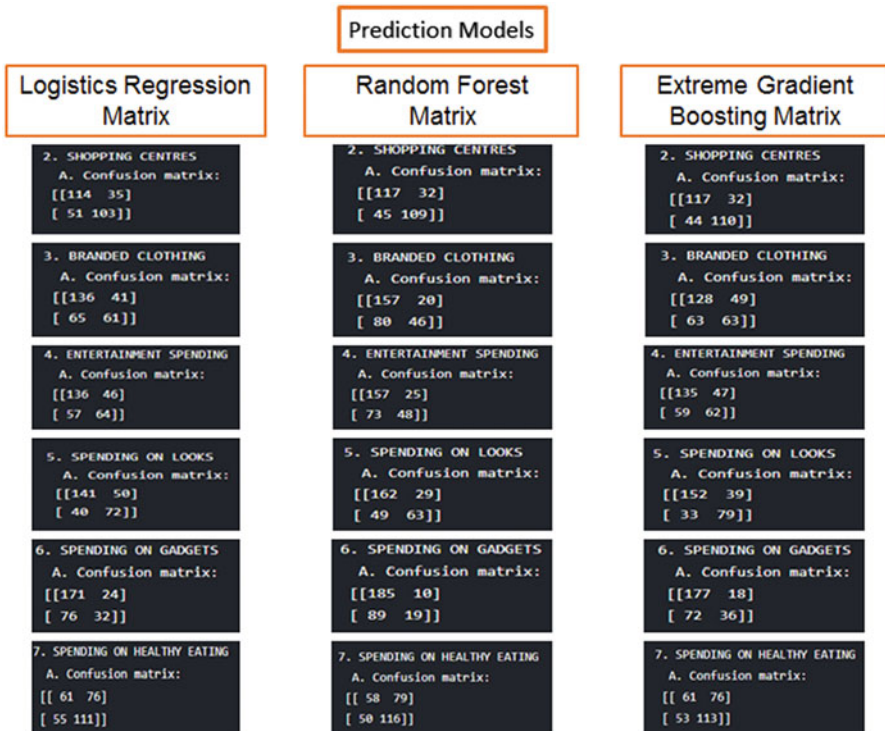 Prediction Models
Logistics Regression
Matrix
2. SHOPPING CENTRES
A. Confusion matrix:
[[114 35]
[ 51 103]]
3. BRANDED CLOTHING
A. Confusion matrix:
[[136 41]
[ 65 61]]
4. ENTERTAINMENT SPENDING
A. Confusion matrix:
[[136 46]
[ 57 64]]
5. SPENDING ON LOOKS
A. Confusion matrix:
[[141 50]
[ 40 72]]
6. SPENDING ON GADGETS
A. Confusion matrix:
[[171 24]
[ 76 32]]
7. SPENDING ON HEALTHY EATING
A. Confusion matrix:
[[ 61 76]
[ 55 111]]
Random Forest
Matrix
2. SHOPPING CENTRES
A. Confusion matrix:
[[117 32]
[ 45 109]]
3. BRANDED CLOTHING
A. Confusion matrix:
[[157 20]
[ 80 46]]
4. ENTERTAINMENT SPENDING
A. Confusion matrix:
[[157 25]
[ 73 48]]
5. SPENDING ON LOOKS
A. Confusion matrix:
[[162 29]
[ 49 63]]
6. SPENDING ON GADGETS
A. Confusion matrix:
[[185 10]
[ 89 19]]
7. SPENDING ON HEALTHY EATING
A. Confusion matrix:
[[ 58 79]
[ 50 116]]
Extreme Gradient
Boosting Matrix
2. SHOPPING CENTRES
A. Confusion matrix:
[[117 32]
[ 44 110]]
3. BRANDED CLOTHING
A. Confusion matrix:
[[128 49]
[ 63 63]]
4. ENTERTAINMENT SPENDING
A. Confusion matrix:
[[135 47]
[ 59 62]]
5. SPENDING ON LOOKS
A. Confusion matrix:
[[152 39]
[ 33 79]]
6. SPENDING ON GADGETS
A. Confusion matrix:
[[177 18]
[ 72 36]]
7. SPENDING ON HEALTHY EATING
A. Confusion matrix:
[[ 61 76]
[ 53 113]]